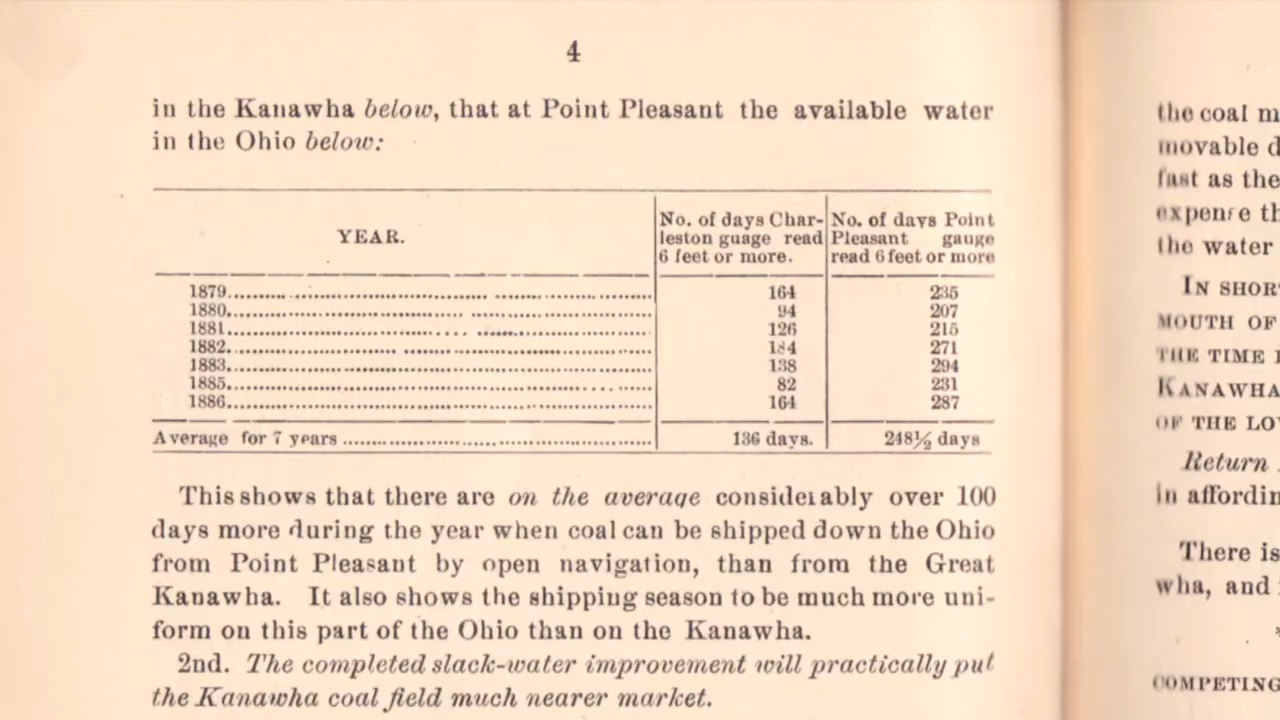 4
in the Kanawha below, that at Point Pleasant the available water
in the Ohio below:
YEAR.
No. of days Char-
leston guage read
6 feet or more.
No. of days Point
Pleasant gauge
read 6 feet or more
1879 164 235
1880 94 207
1881 126 215
1882 184 271
1883 138 294
1885 82 231
1886 164 287
Average for 7 years 136 days. 248½ days
This shows that there are on the average considerably over 100
days more during the year when coal can be shipped down the Ohio
from Point Pleasant by open navigation, than from the Great
Kanawha. It also shows the shipping season to be much more uni-
form on this part of the Ohio than on the Kanawha.
2nd. The completed slack-water improvement will practically put
the Kanawha coal field much nearer market.
the coal m
movable d
fast as the
expense th
the water
IN SHORT
MOUTH OF
THE TIME
KANAWHA
OF THE LO
Return
in affordin
There is
wha, and
COMPETING